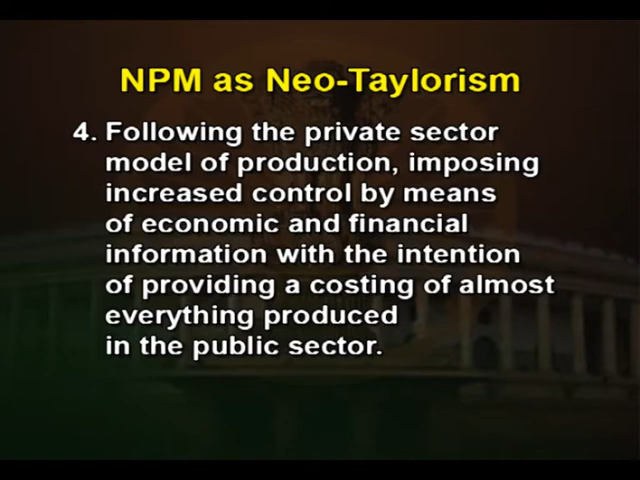 NPM as Neo-Taylorism
4. Following the private sector
model of production, imposing
increased control by means
of economic and financial
information with the intention
of providing a costing of almost
everything produced
in the public sector.